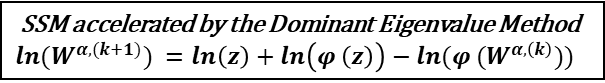 SSM accelerated by the Dominant Eigenvalue Method
ln(W^{α,(k+1)}) = ln(z) + ln(φ (z)) − ln(φ (W^{α,(k)}))